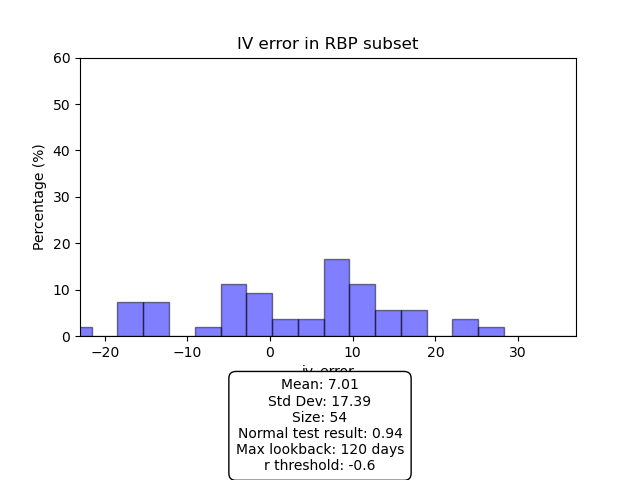 IV error in RBP subset
Percentage (%)
60
50
40
30
20
10
0
−20 −10 0 10 20 30
iv_error
Mean: 7.01
Std Dev: 17.39
Size: 54
Normal test result: 0.94
Max lookback: 120 days
r threshold: -0.6